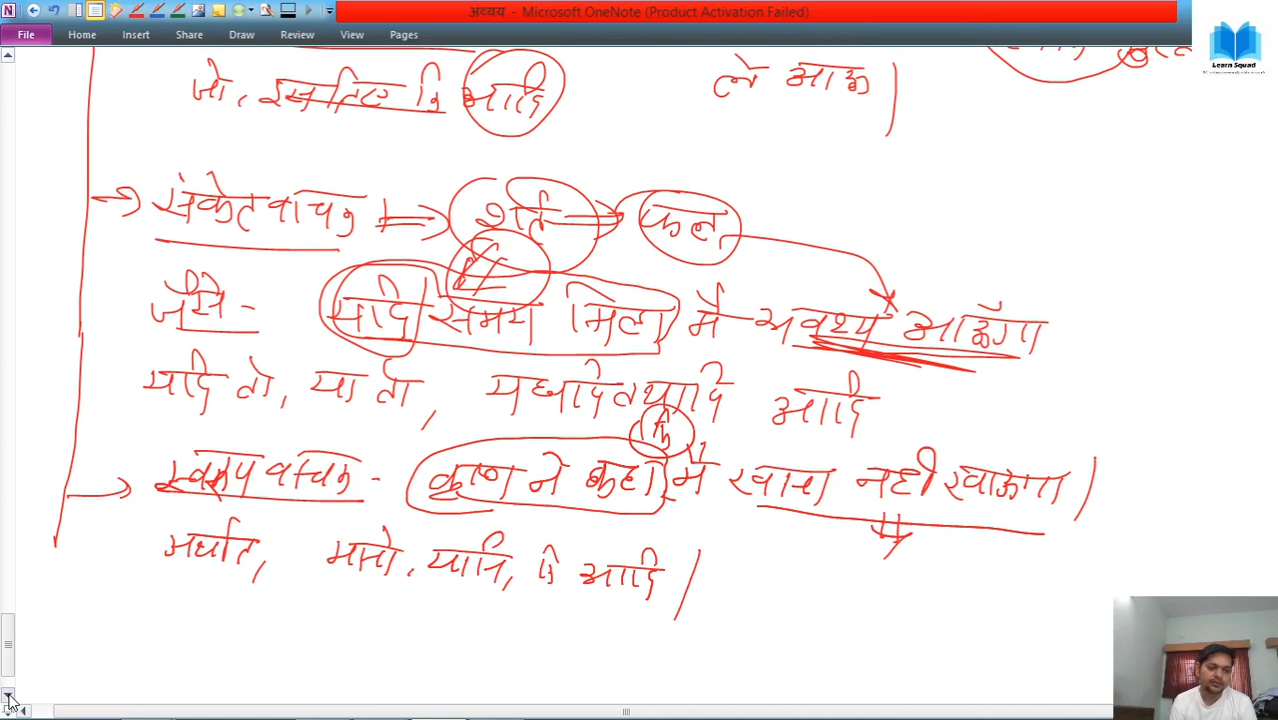 अव्यय - Microsoft OneNote (Product Activation Failed)
File Home Insert Share Draw Review View Pages
Learn Squad
जो, इसलिए कि आदि
ले आऊ|
→ संकेतवाचक ⇒ शर्त ⇒ फल
जैसे- यदि समय मिला मैं अवश्य आऊँगा
यदि तो, या तो, यद्यपि तथापि आदि
कि
→ स्वरूपवाचक - कृष्ण ने कहा मैं खाना नही खाऊगा|
अर्थात, मानो, यानि, कि आदि|